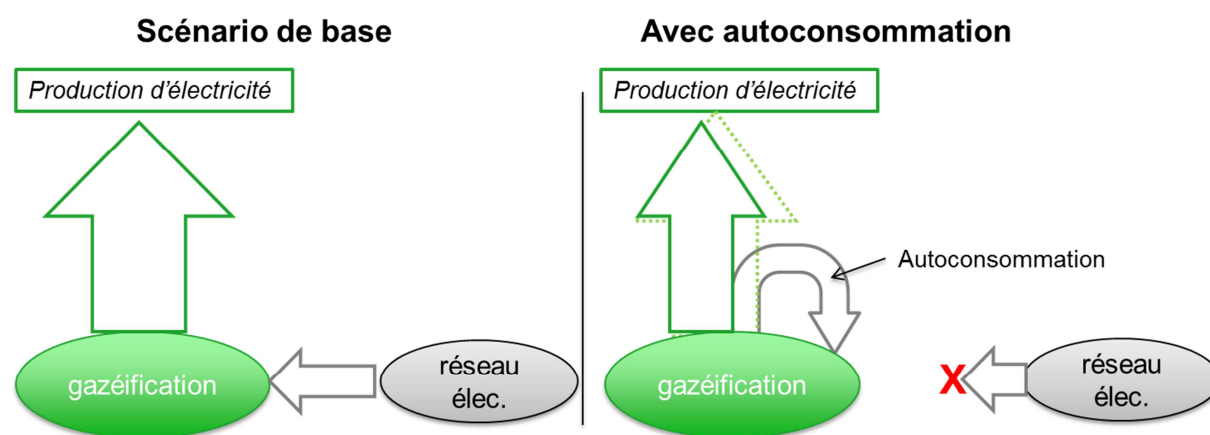 Scénario de base
Avec autoconsommation
Production d'électricité
Production d'électricité
Autoconsommation
gazéification
réseau
élec.
gazéification
X
réseau
élec.